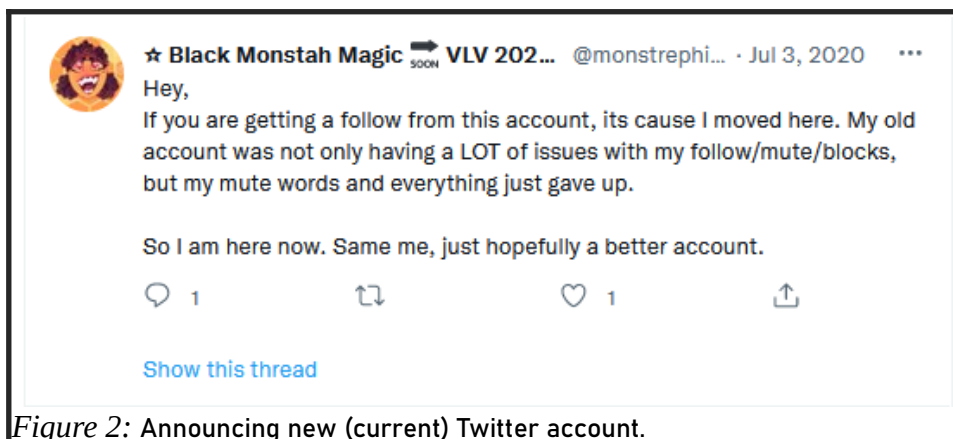 ☆ Black Monstah Magic SOON VLV 202... @monstrephi... · Jul 3, 2020 ...
Hey,
If you are getting a follow from this account, its cause I moved here. My old
account was not only having a LOT of issues with my follow/mute/blocks,
but my mute words and everything just gave up.
So I am here now. Same me, just hopefully a better account.
1 1
Show this thread
Figure 2: Announcing new (current) Twitter account.